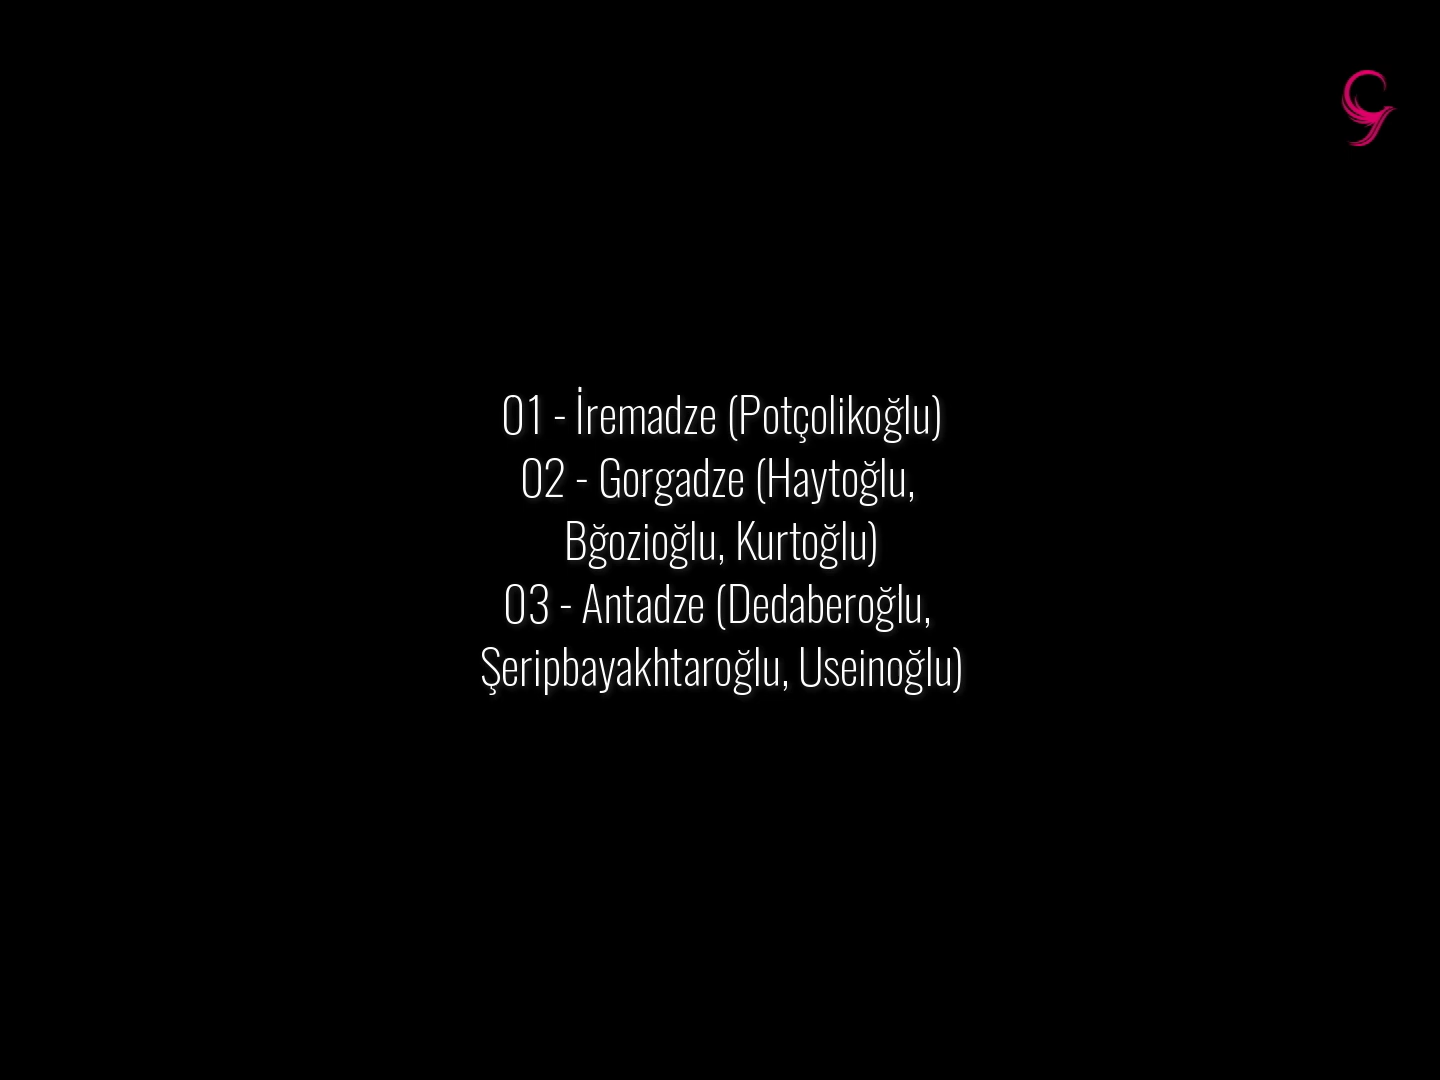 01 - İremadze (Potçolikoğlu)
02 - Gorgadze (Haytoğlu,
Bğozioğlu, Kurtoğlu)
03 - Antadze (Dedaberoğlu,
Şeripbayakhtaroğlu, Useinoğlu)